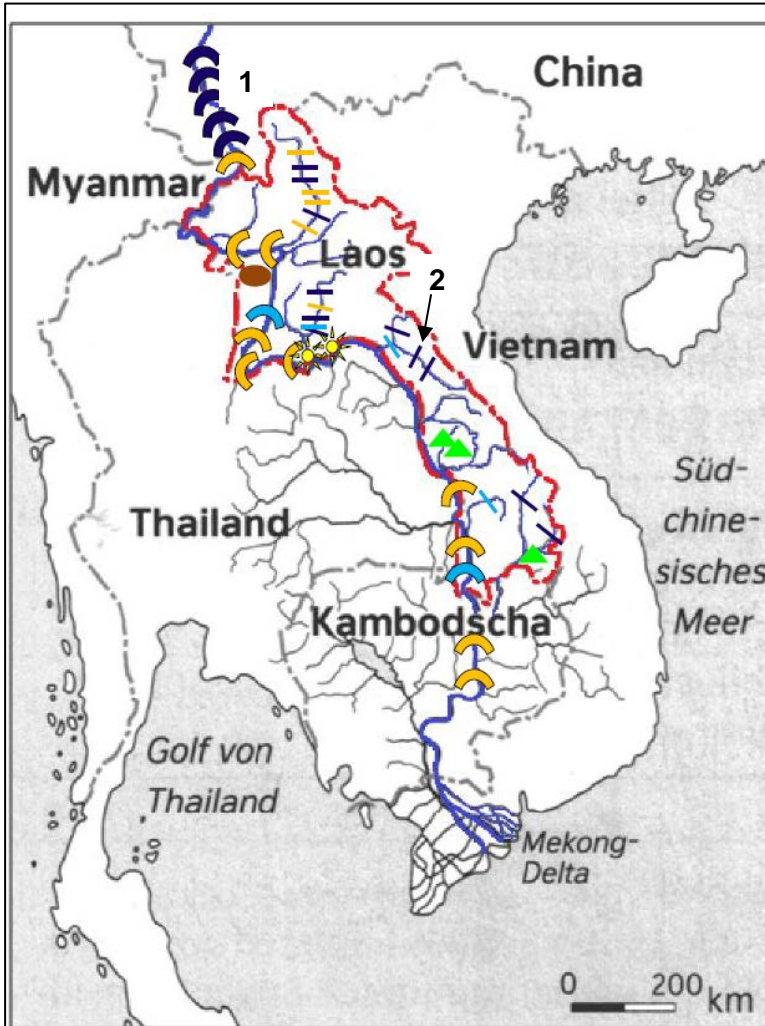 1
China
Myanmar
Laos
2
Vietnam
Thailand
Süd-
chine-
sisches
Meer
Kambodscha
Golf von
Thailand
Mekong-
Delta
0 200 km